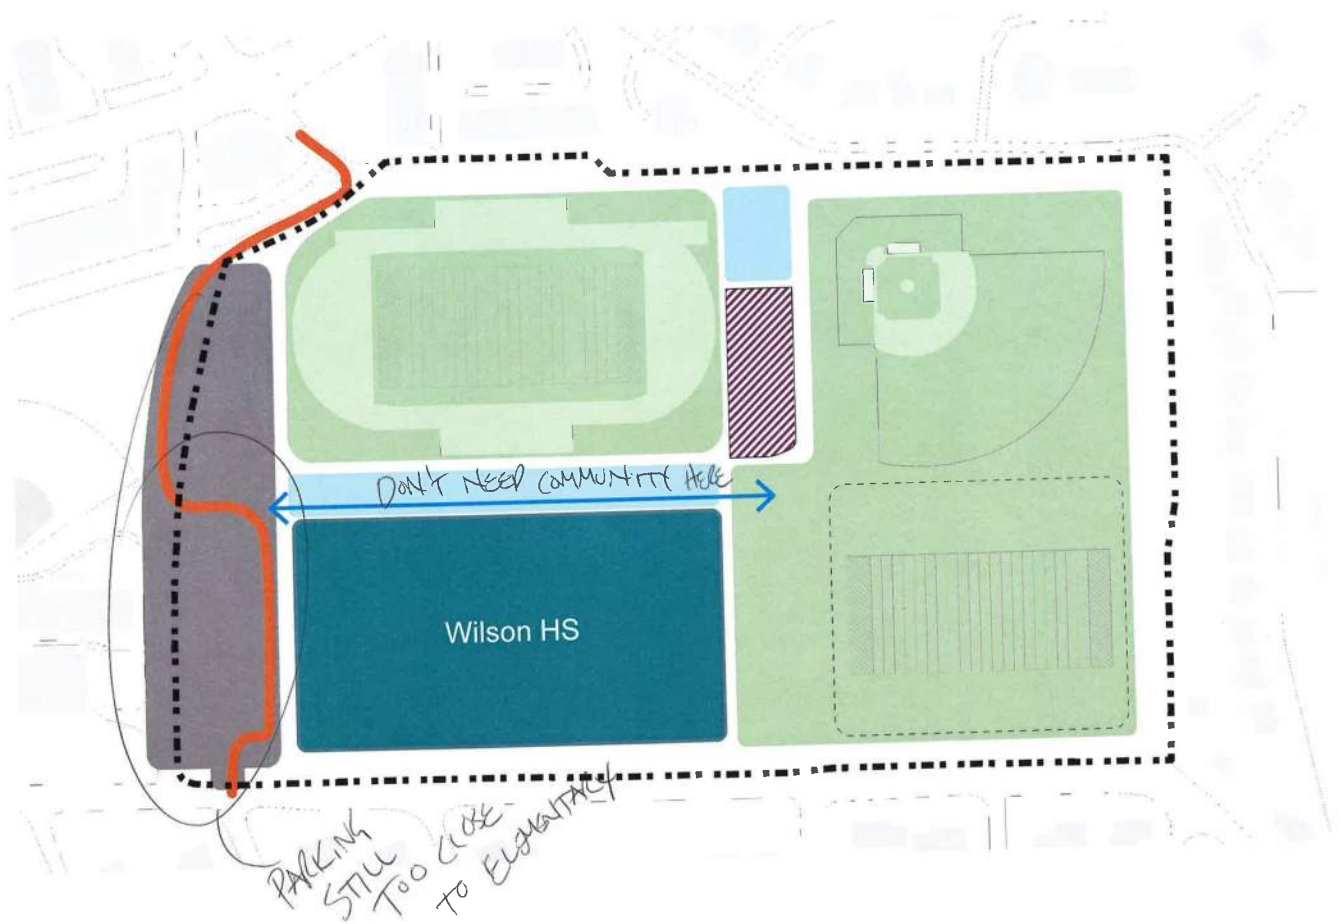 DON'T NEED COMMUNITY HERE
Wilson HS
PARKING
STILL
TOO CLOSE
TO ELEMENTARY